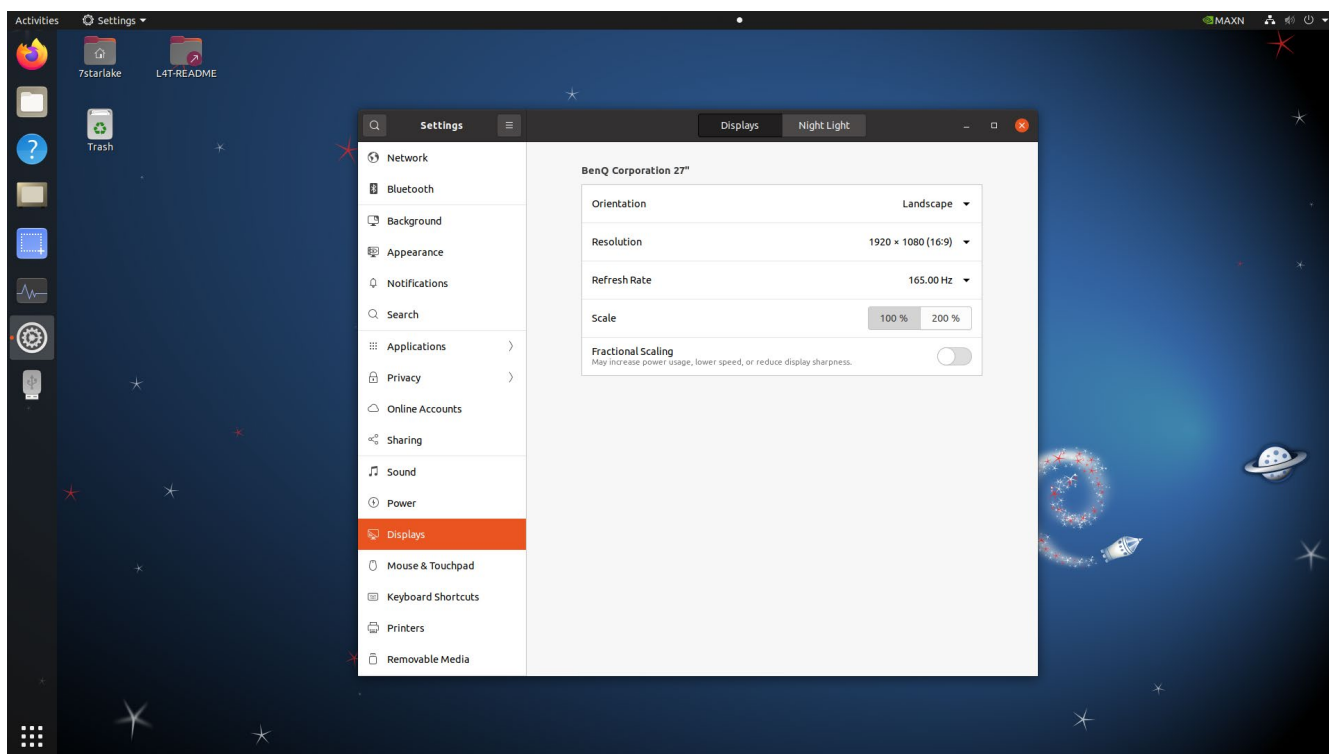 Activities
Settings
MAXN
7starlake
L4T-README
Trash
Settings
Displays
Night Light
Network
Bluetooth
Background
Appearance
Notifications
Search
Applications
Privacy
Online Accounts
Sharing
Sound
Power
Displays
Mouse & Touchpad
Keyboard Shortcuts
Printers
Removable Media
BenQ Corporation 27"
Orientation Landscape
Resolution 1920 × 1080 (16:9)
Refresh Rate 165.00 Hz
Scale 100 % 200 %
Fractional Scaling
May increase power usage, lower speed, or reduce display sharpness.